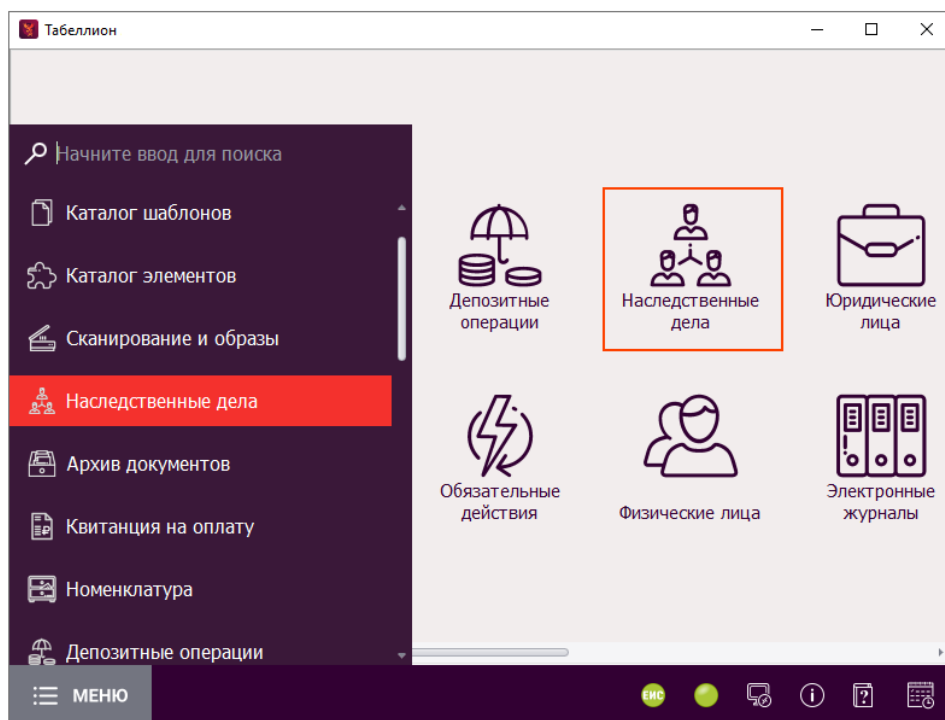 Табеллион
Начните ввод для поиска
Каталог шаблонов
Каталог элементов
Сканирование и образы
Наследственные дела
Архив документов
Квитанция на оплату
Номенклатура
Депозитные операции
Депозитные
операции
Наследственные
дела
Юридические
лица
Обязательные
действия
Физические лица
Электронные
журналы
МЕНЮ
ЕИС